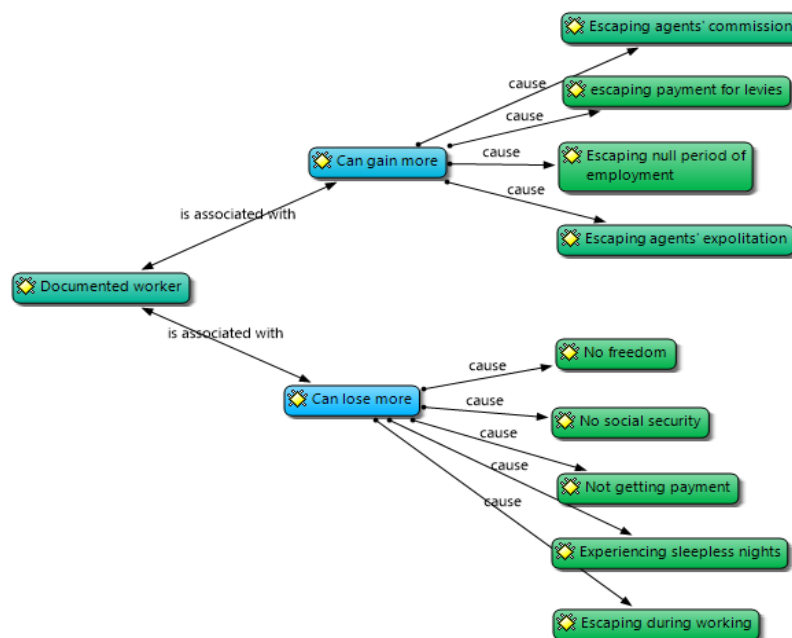 Escaping agents' commission
cause
escaping payment for levies
cause
Can gain more
cause
Escaping null period of
employment
cause
is associated with
Escaping agents' expolitation
Documented worker
is associated with
No freedom
cause
Can lose more
cause
No social security
cause
Not getting payment
cause
cause
Experiencing sleepless nights
Escaping during working